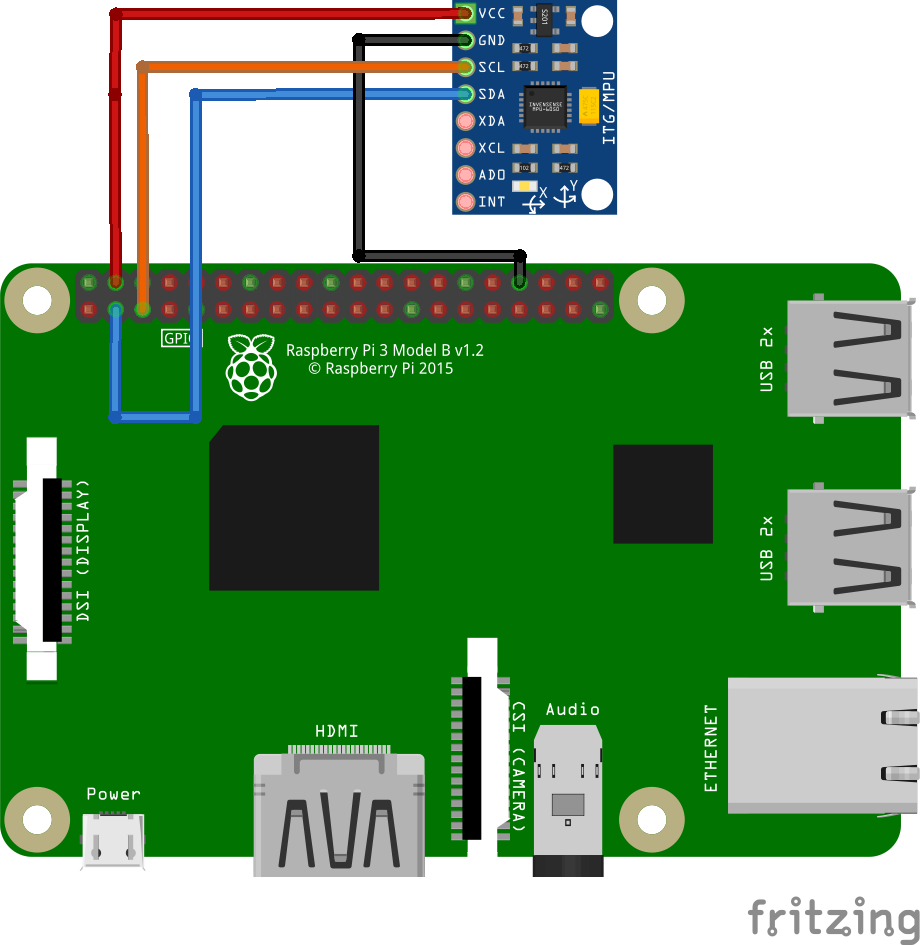 VCC
GND
SCL
SDA
XDA
XCL
ADO
INT
S201
472
472
INVENSENSE
MPU-6050
ITG/MPU
102
472
X
Y
GPIO
Raspberry Pi 3 Model B v1.2
© Raspberry Pi 2015
USB 2x
USB 2x
DSI (DISPLAY)
CSI (CAMERA)
Audio
ETHERNET
HDMI
Power
fritzing